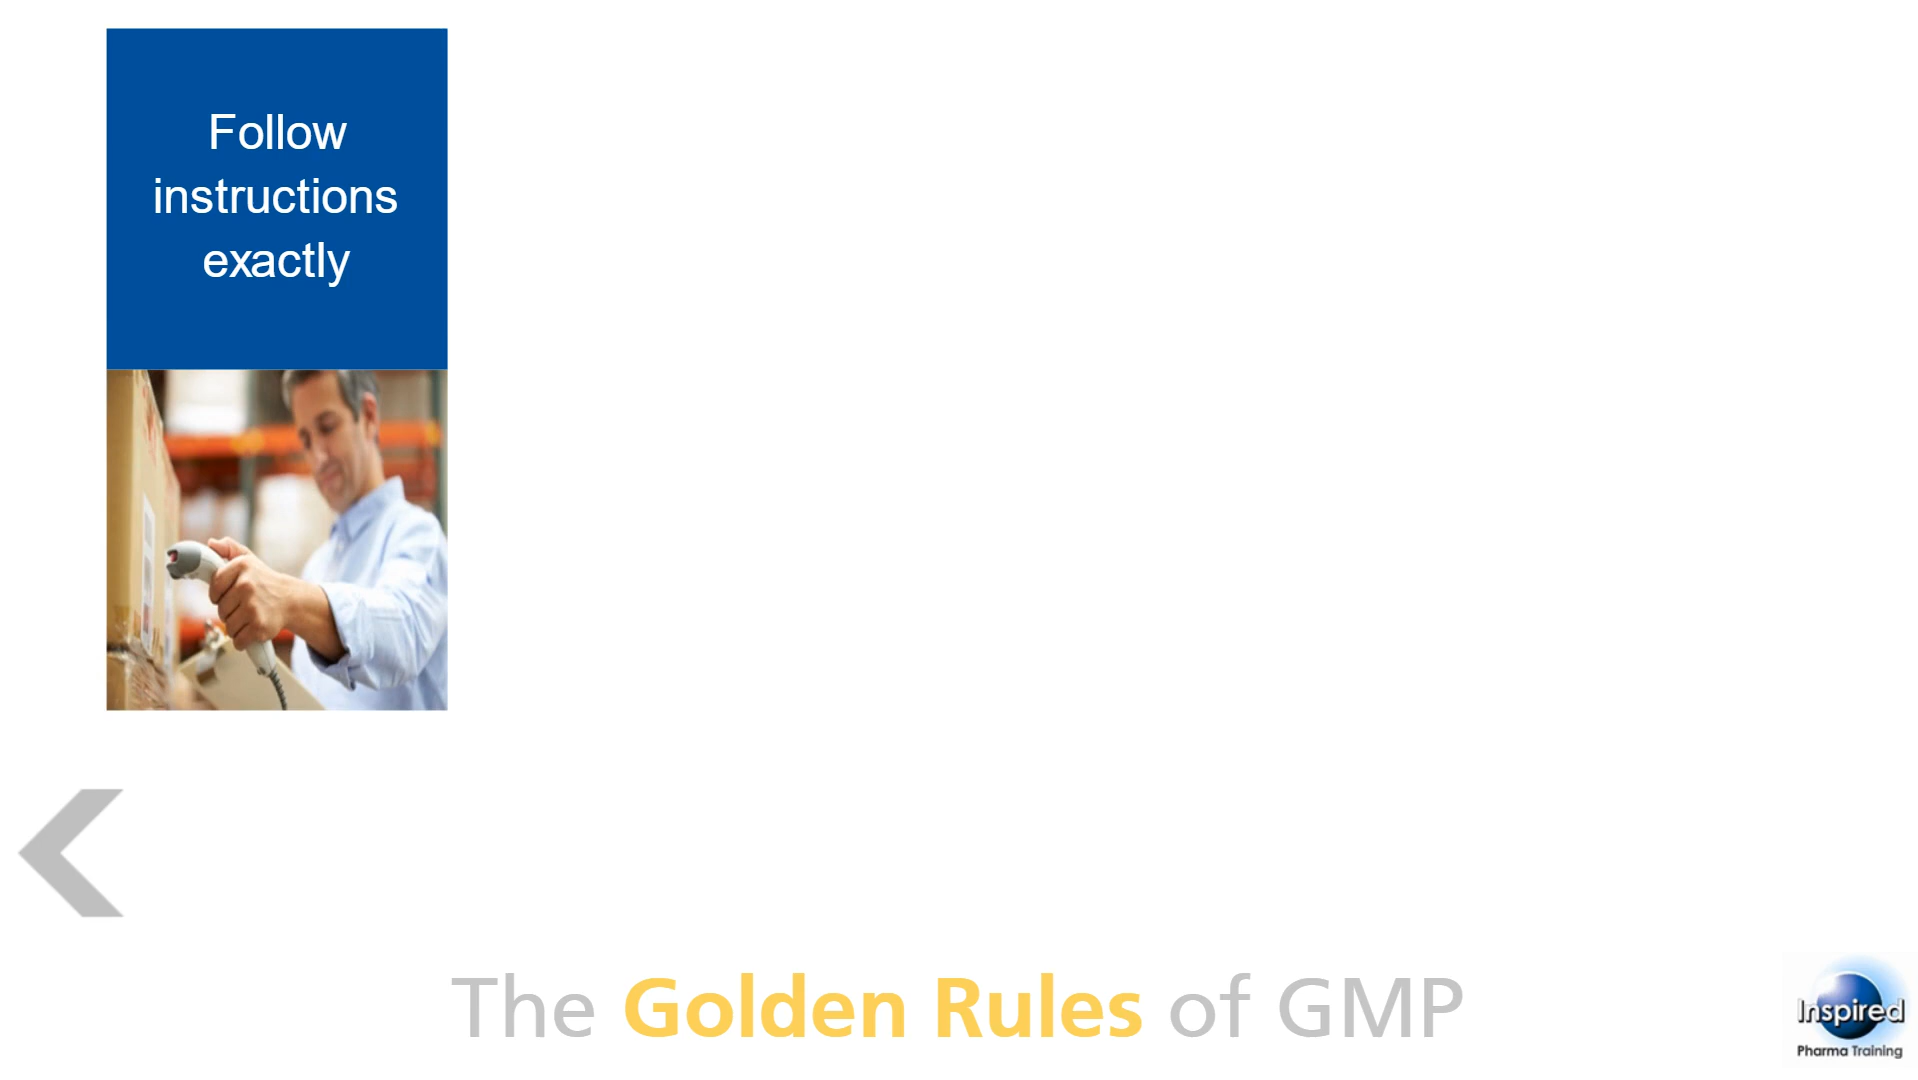 Follow
instructions
exactly
The Golden Rules of GMP
Inspired
Pharma Training